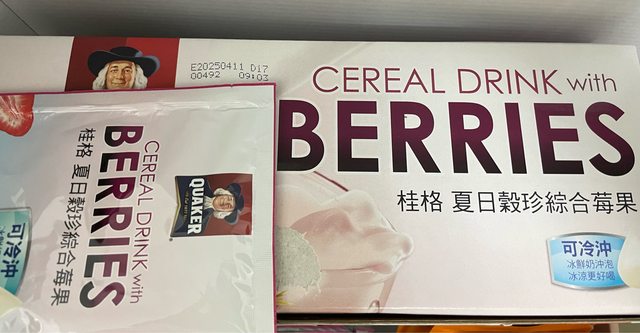 E20250411 D17
00492 09:03
CEREAL DRINK with
BERRIES
桂格 夏日穀珍綜合莓果
可冷沖
冰鮮奶沖泡
冰涼更好喝
QUAKER
CEREAL DRINK with
BERRIES
桂格 夏日穀珍綜合莓果
可冷沖